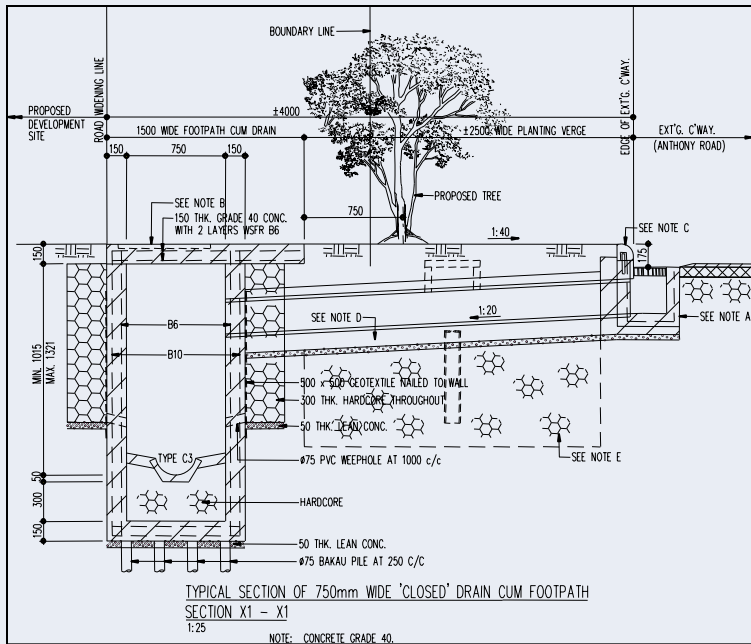 BOUNDARY LINE
ROAD WIDENING LINE
EDGE OF EXT'G. C'WAY.
PROPOSED
DEVELOPMENT
SITE
±4000
1500 WIDE FOOTPATH CUM DRAIN
±2500 WIDE PLANTING VERGE
EXT'G. C'WAY.
(ANTHONY ROAD)
150
750
150
SEE NOTE B
150 THK. GRADE 40 CONC.
WITH 2 LAYERS WSFR B6
PROPOSED TREE
750
SEE NOTE C
1:40
150
175
1:20
SEE NOTE D
SEE NOTE A
B6
B10
MIN. 1015
MAX. 1321
500 x 500 GEOTEXTILE NAILED TO WALL
300 THK. HARDCORE THROUGHOUT
50 THK. LEAN CONC.
TYPE C3
ø75 PVC WEEPHOLE AT 1000 c/c
SEE NOTE E
50
300
HARDCORE
150
50 THK. LEAN CONC.
ø75 BAKAU PILE AT 250 C/C
TYPICAL SECTION OF 750mm WIDE 'CLOSED' DRAIN CUM FOOTPATH
SECTION X1 - X1
1:25
NOTE: CONCRETE GRADE 40.